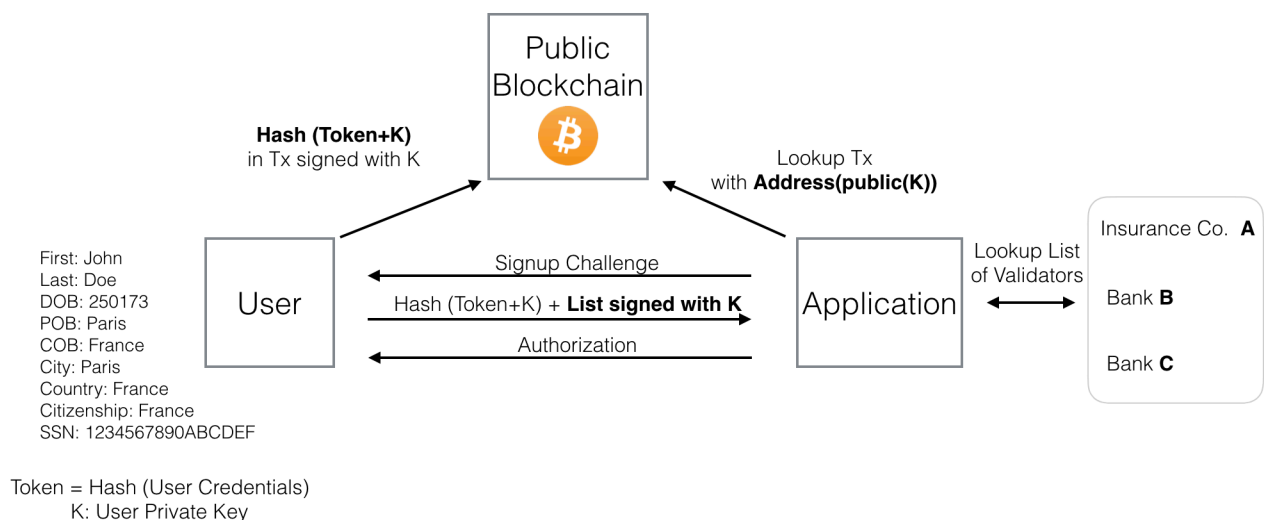 Public
Blockchain
Hash (Token+K)
in Tx signed with K
Lookup Tx
with Address(public(K))
First: John
Last: Doe
DOB: 250173
POB: Paris
COB: France
City: Paris
Country: France
Citizenship: France
SSN: 1234567890ABCDEF
User
Signup Challenge
Hash (Token+K) + List signed with K
Authorization
Application
Lookup List
of Validators
Insurance Co. A
Bank B
Bank C
Token = Hash (User Credentials)
K: User Private Key